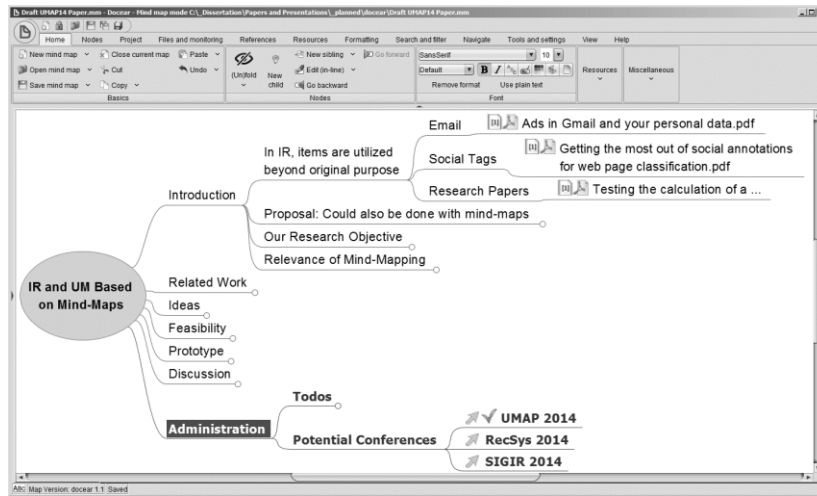 Draft UMAP14 Paper.mm - Docear - Mind map mode C:\_Dissertation\Papers and Presentations\_planned\docear\Draft UMAP14 Paper.mm
Home Nodes Project Files and monitoring References Resources Formatting Search and filter Navigate Tools and settings View Help
New mind map Close current map Paste
Open mind map Cut Undo
Save mind map Copy
Basics
(Un)fold
New child
New sibling Go forward
Edit (in-line)
Go backward
Nodes
SansSerif 10
Default B I
Remove format Use plain text
Font
Resources
Miscellaneous
IR and UM Based
on Mind-Maps
Introduction
In IR, items are utilized
beyond original purpose
Email
Ads in Gmail and your personal data.pdf
Social Tags
Getting the most out of social annotations
for web page classification.pdf
Research Papers
Testing the calculation of a ...
Proposal: Could also be done with mind-maps
Our Research Objective
Relevance of Mind-Mapping
Related Work
Ideas
Feasibility
Prototype
Discussion
Administration
Todos
Potential Conferences
UMAP 2014
RecSys 2014
SIGIR 2014
Abc Map Version: docear 1.1 Saved